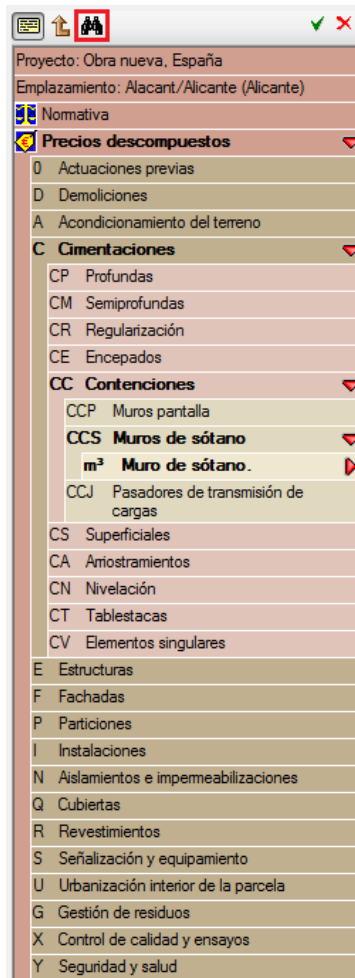 Proyecto: Obra nueva, España
Emplazamiento: Alacant/Alicante (Alicante)
Normativa
Precios descompuestos
0 Actuaciones previas
D Demoliciones
A Acondicionamiento del terreno
C Cimentaciones
CP Profundas
CM Semiprofundas
CR Regularización
CE Encepados
CC Contenciones
CCP Muros pantalla
CCS Muros de sótano
m³ Muro de sótano.
CCJ Pasadores de transmisión de
cargas
CS Superficiales
CA Arriostramientos
CN Nivelación
CT Tablestacas
CV Elementos singulares
E Estructuras
F Fachadas
P Particiones
I Instalaciones
N Aislamientos e impermeabilizaciones
Q Cubiertas
R Revestimientos
S Señalización y equipamiento
U Urbanización interior de la parcela
G Gestión de residuos
X Control de calidad y ensayos
Y Seguridad y salud